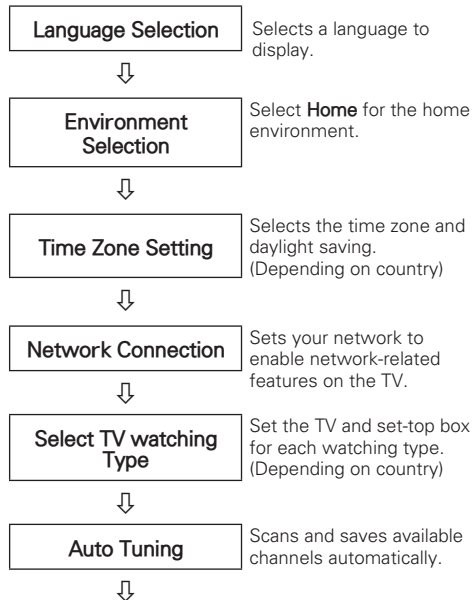 Language Selection
Selects a language to
display.
Environment
Selection
Select Home for the home
environment.
Time Zone Setting
Selects the time zone and
daylight saving.
(Depending on country)
Network Connection
Sets your network to
enable network-related
features on the TV.
Select TV watching
Type
Set the TV and set-top box
for each watching type.
(Depending on country)
Auto Tuning
Scans and saves available
channels automatically.